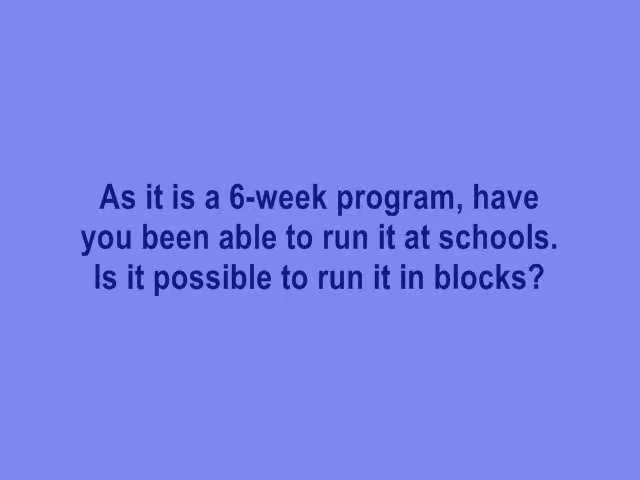 As it is a 6-week program, have
you been able to run it at schools.
Is it possible to run it in blocks?